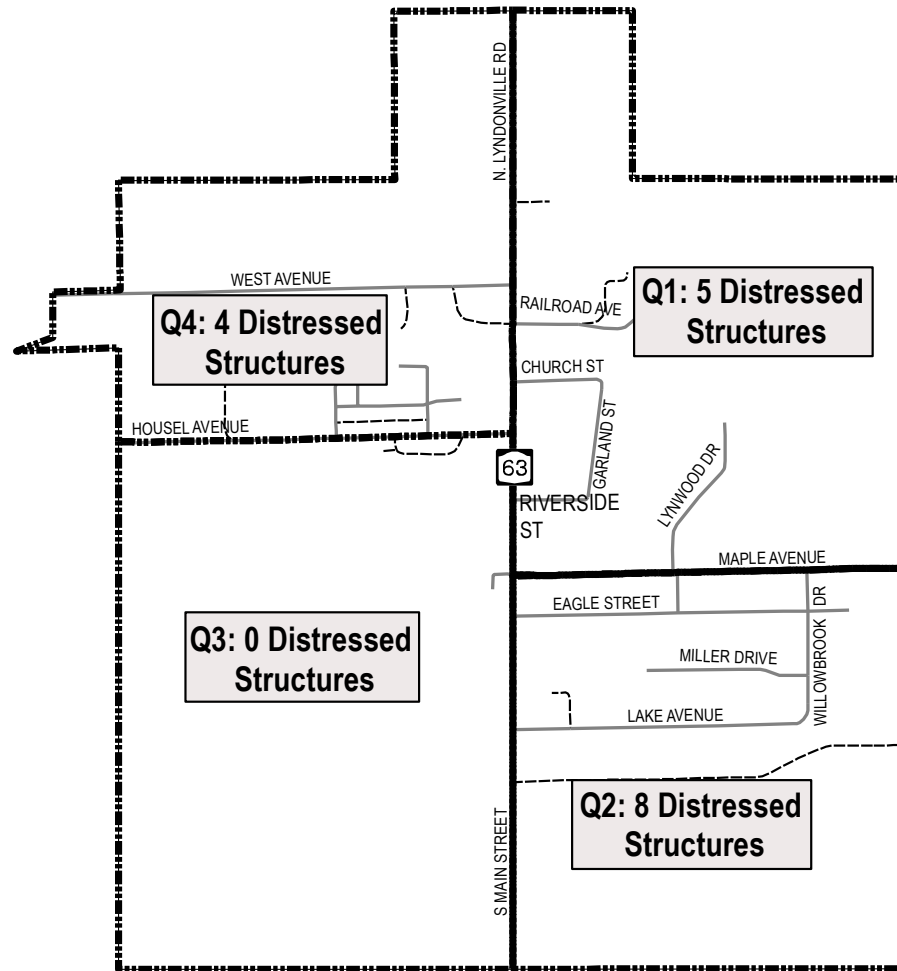 N. LYNDONVILLE RD
WEST AVENUE
RAILROAD AVE
Q1: 5 Distressed
Structures
Q4: 4 Distressed
Structures
CHURCH ST
GARLAND ST
HOUSEL AVENUE
63
RIVERSIDE
ST
LYNWOOD DR
MAPLE AVENUE
EAGLE STREET
WILLOWBROOK DR
Q3: 0 Distressed
Structures
MILLER DRIVE
LAKE AVENUE
Q2: 8 Distressed
Structures
S MAIN STREET